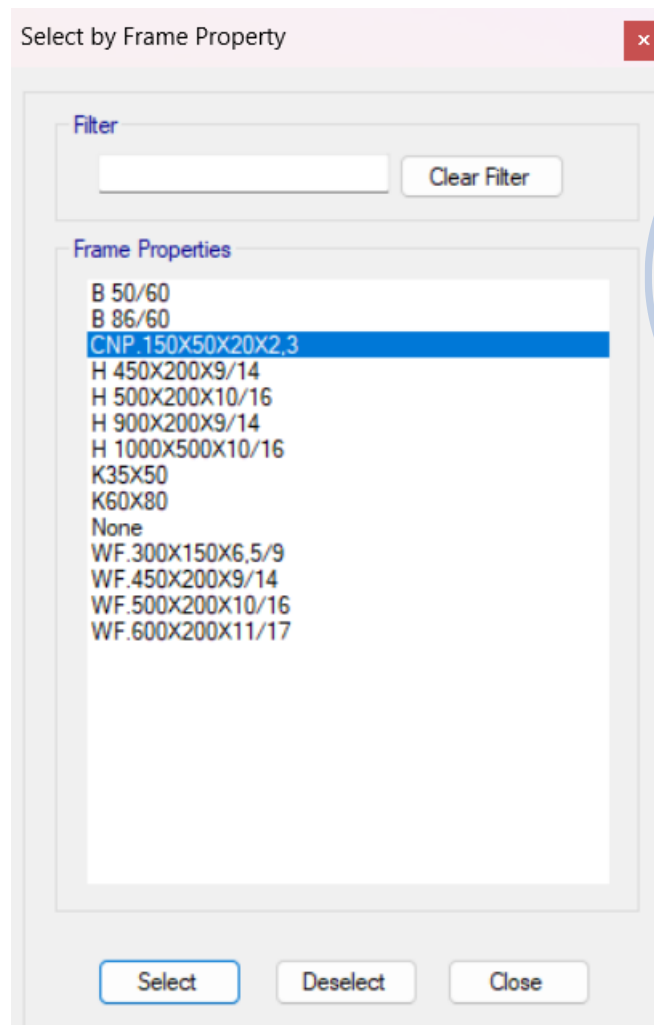 Select by Frame Property
x
Filter
Clear Filter
Frame Properties
B 50/60
B 86/60
CNP.150X50X20X2,3
H 450X200X9/14
H 500X200X10/16
H 900X200X9/14
H 1000X500X10/16
K35X50
K60X80
None
WF.300X150X6,5/9
WF.450X200X9/14
WF.500X200X10/16
WF.600X200X11/17
Select Deselect Close